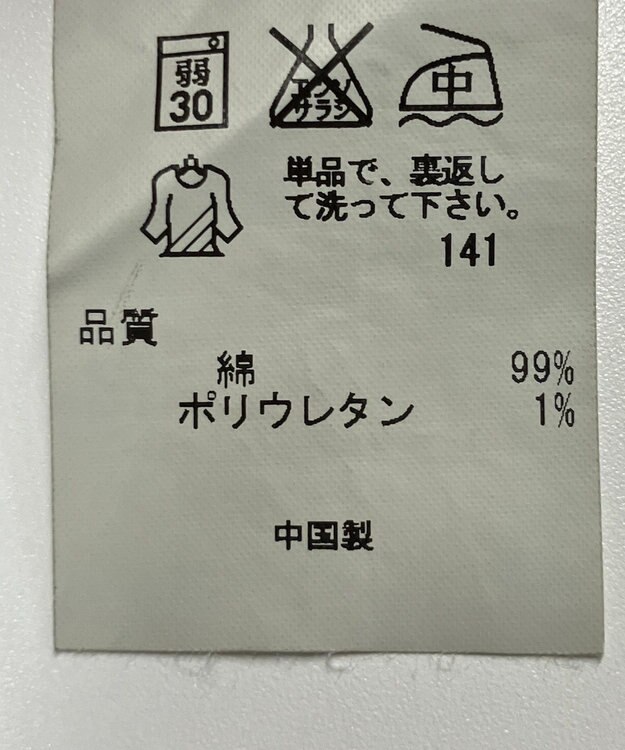 弱
30
エンソ
サラシ
中
単品で、裏返し
て洗って下さい。
141
品質
綿 99%
ポリウレタン 1%
中国製